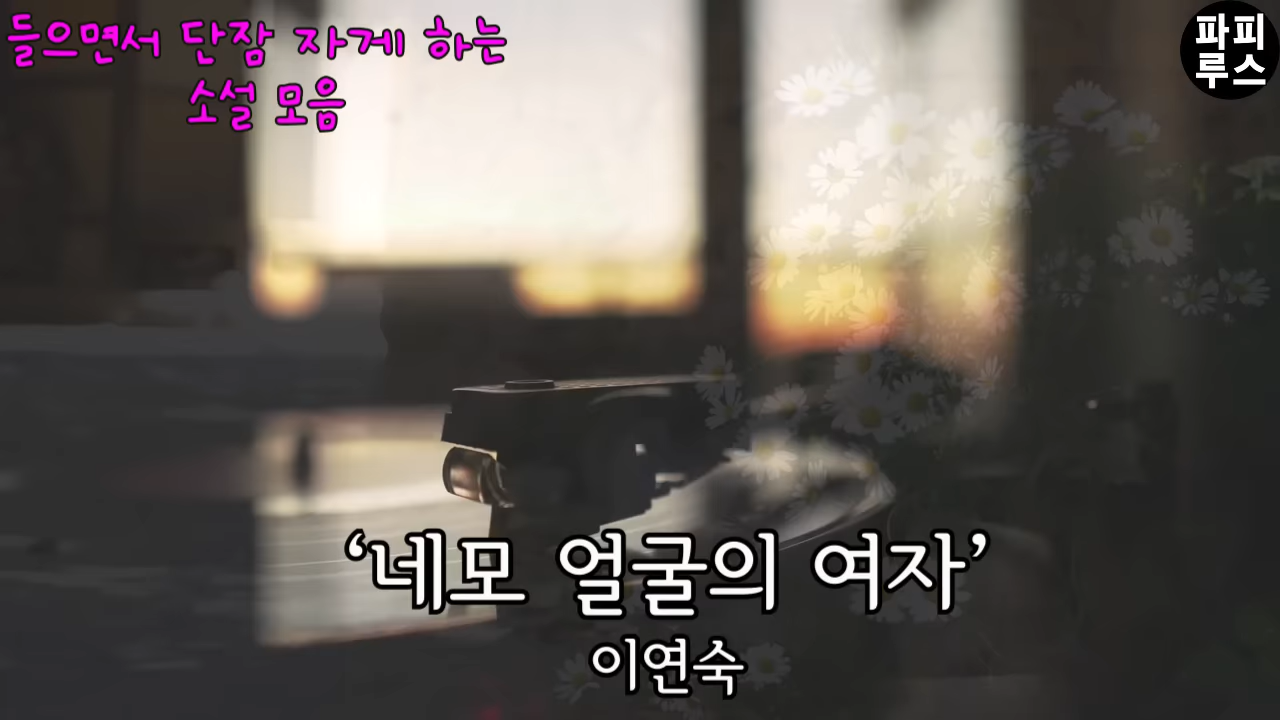 들으면서 단잠 자게 하는
소설 모음
파피
루스
‘네모 얼굴의 여자’
이연숙